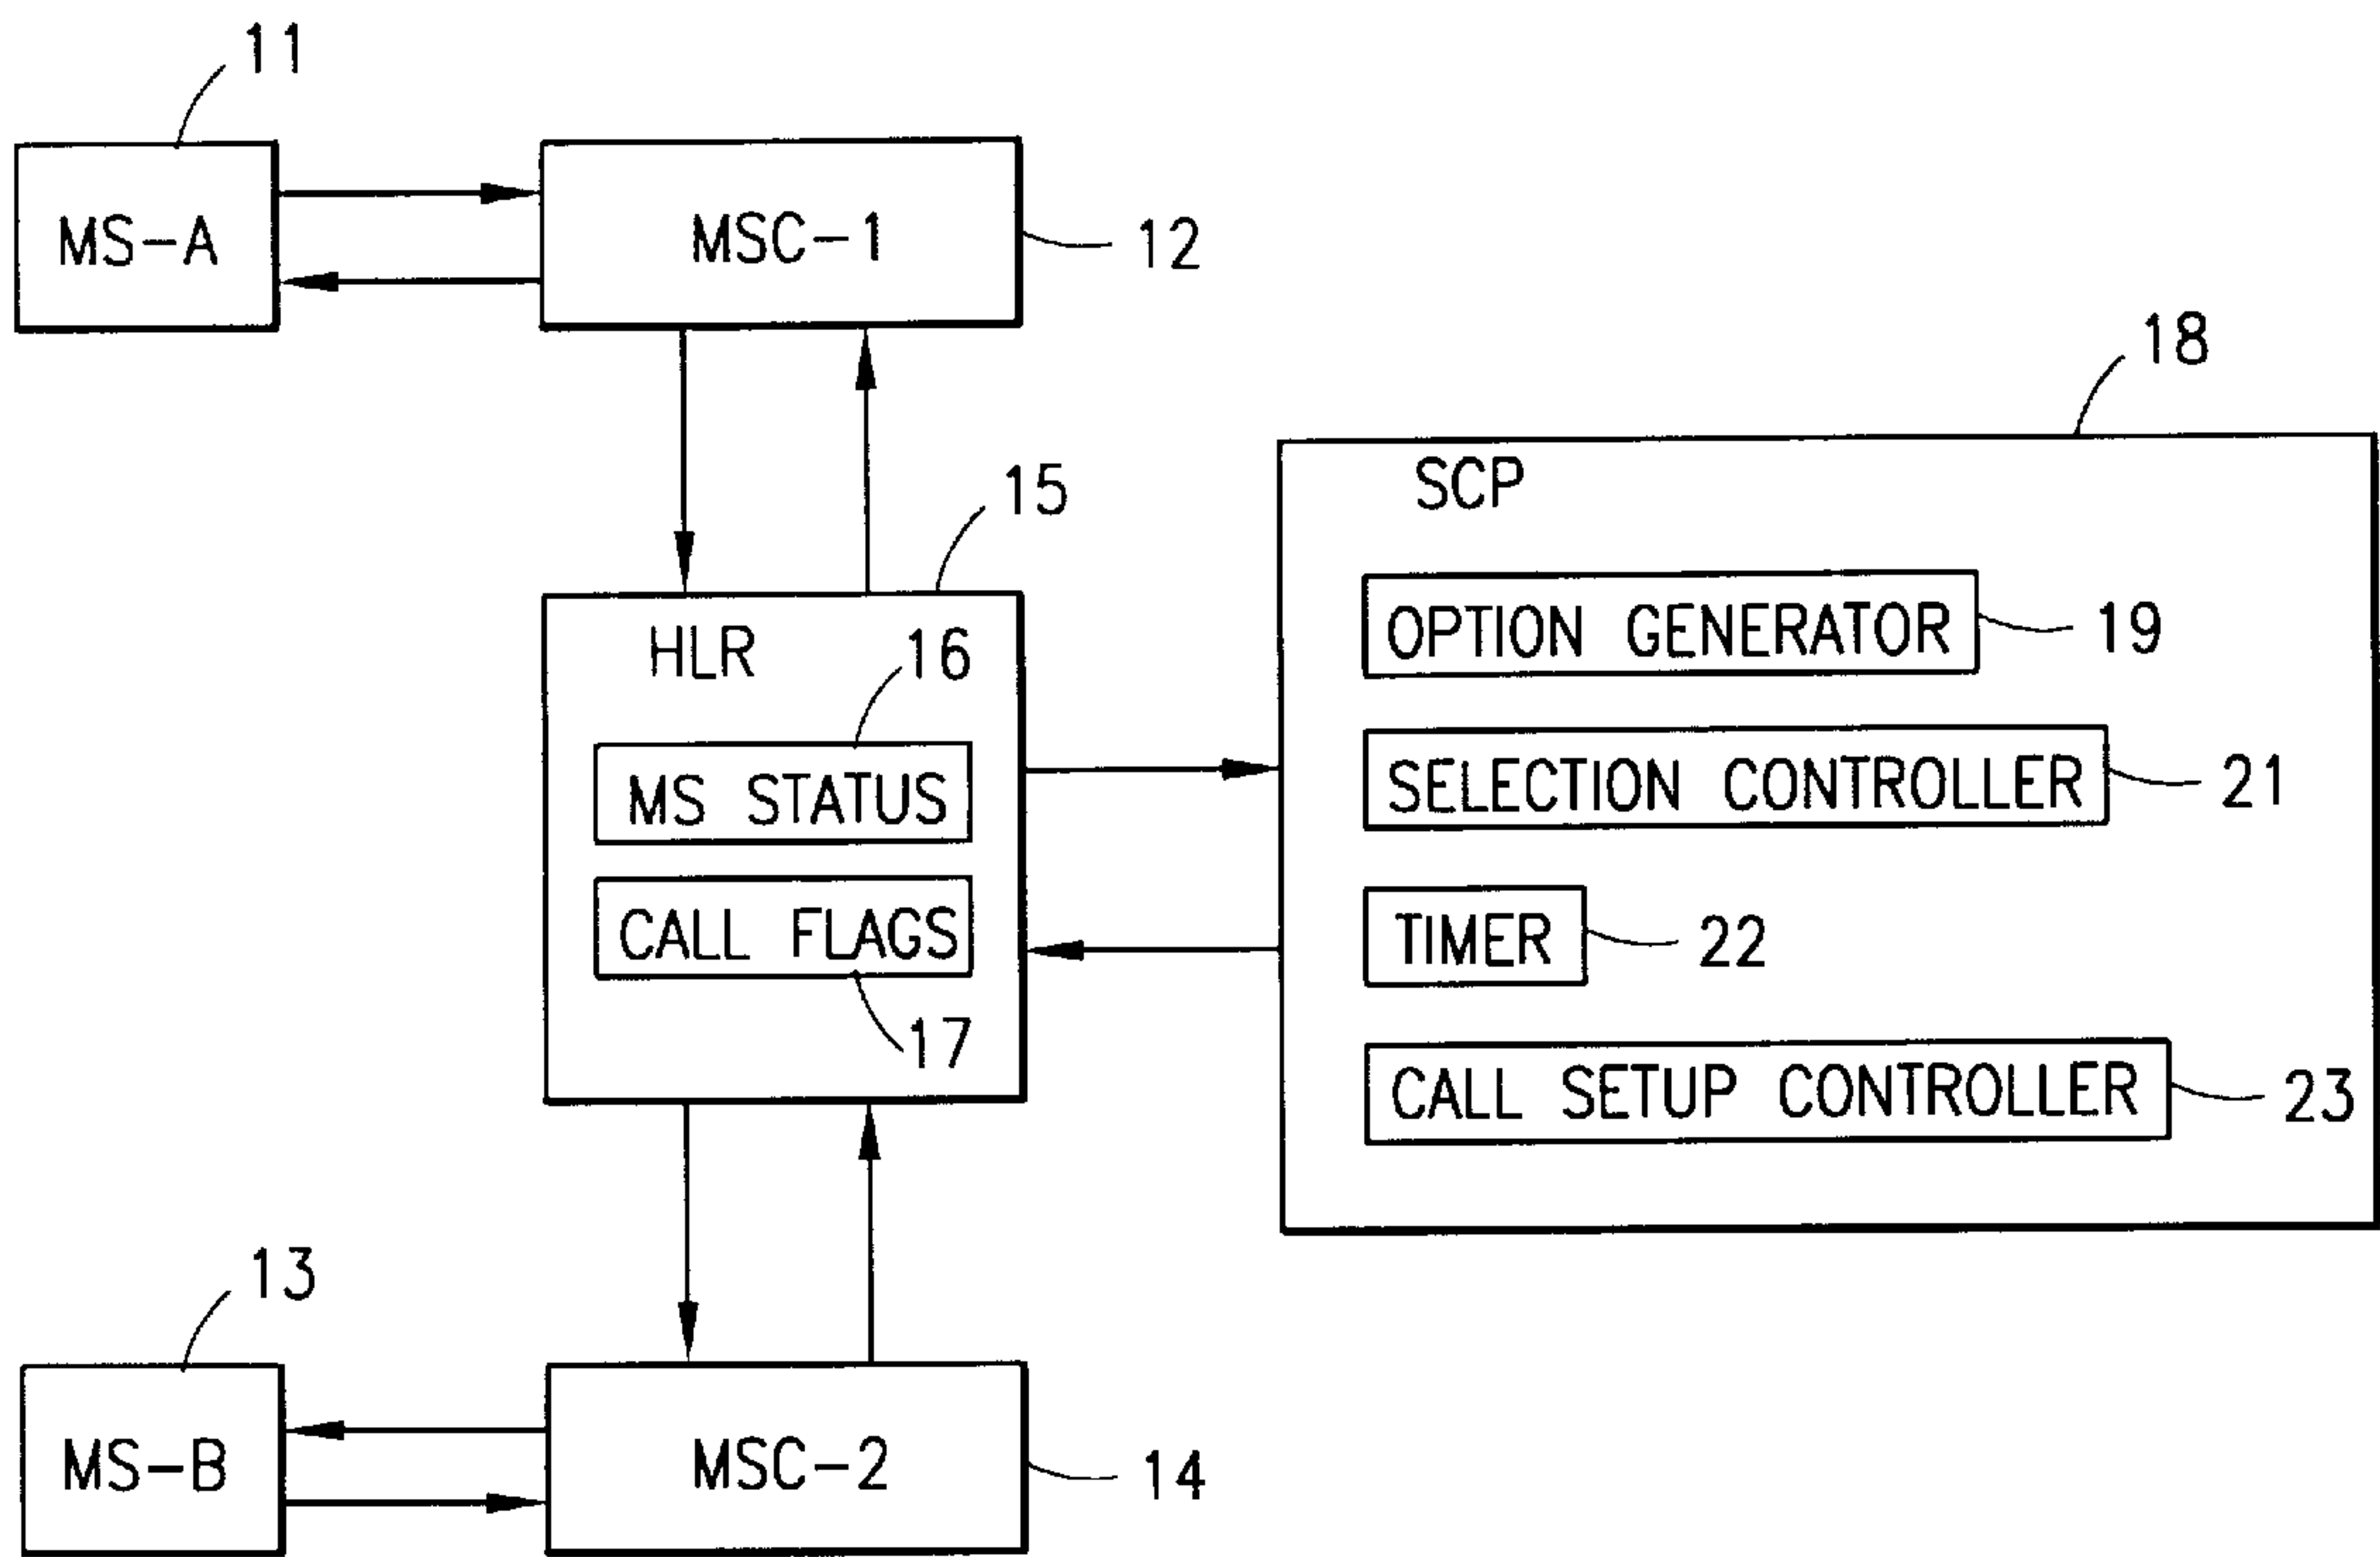 11
MS-A
MSC-1
12
18
SCP
15
HLR
16
OPTION GENERATOR
19
MS STATUS
SELECTION CONTROLLER
21
CALL FLAGS
TIMER
22
17
CALL SETUP CONTROLLER
23
13
MS-B
MSC-2
14